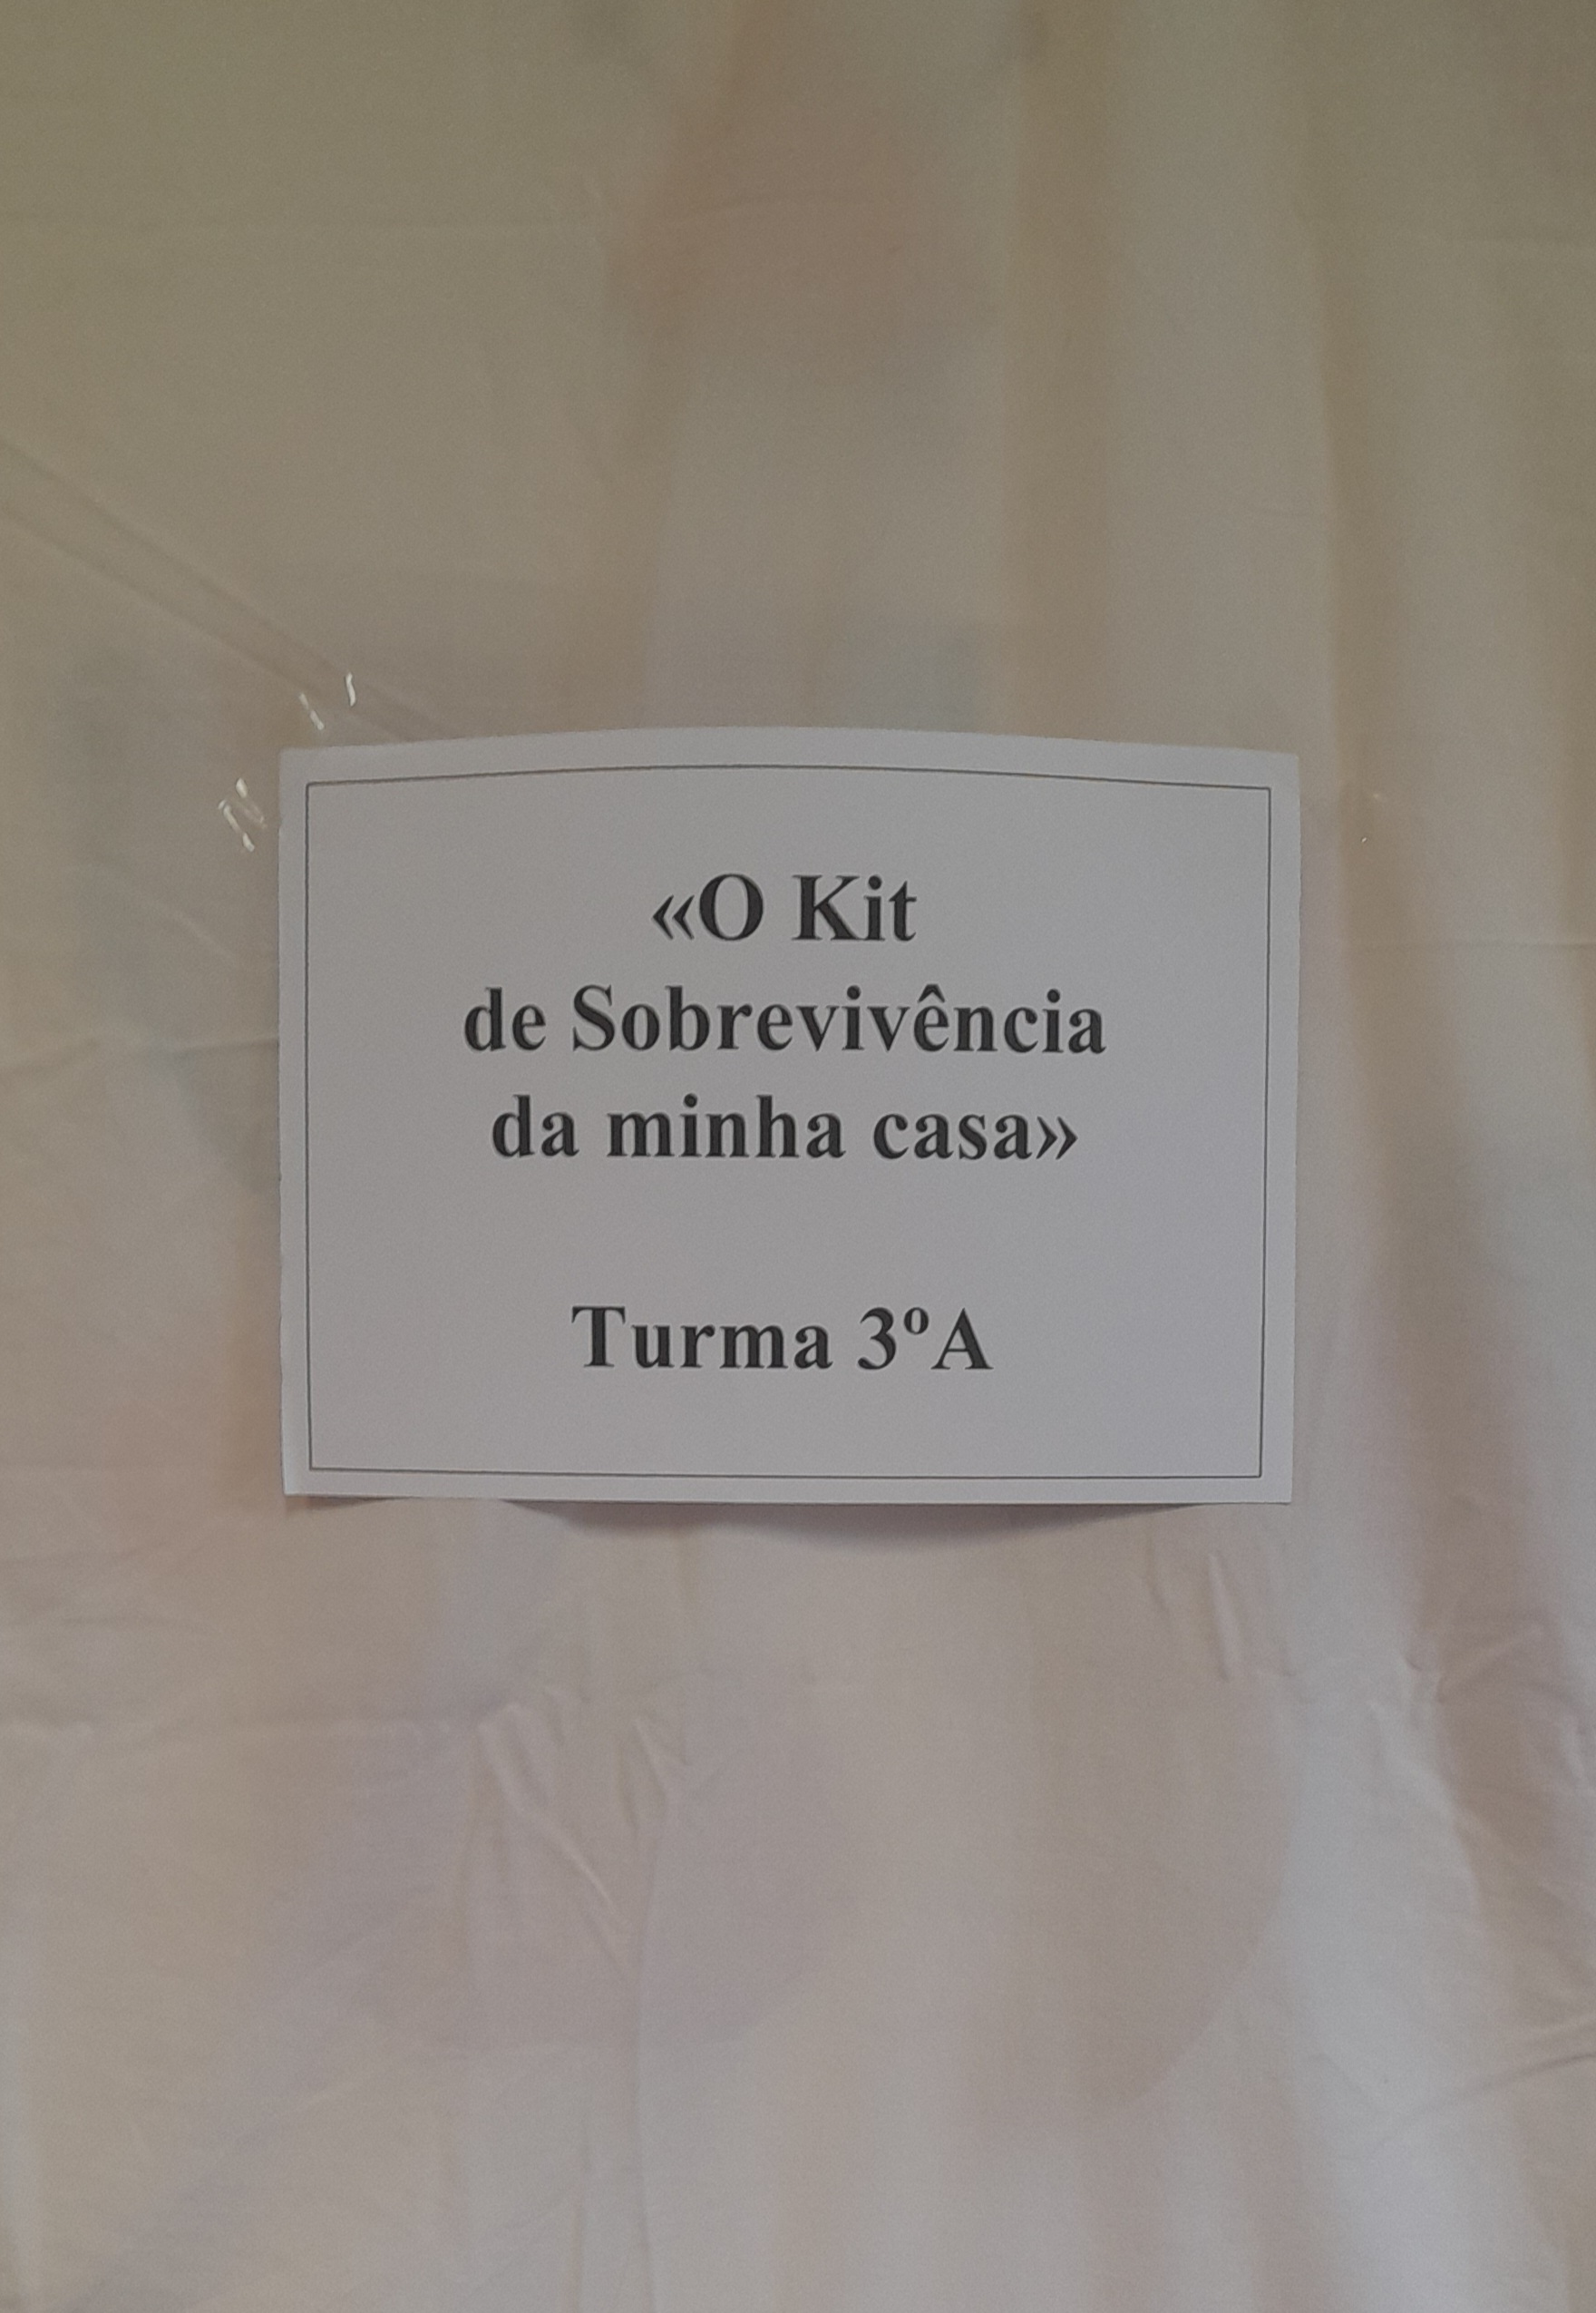 «O Kit
de Sobrevivência
da minha casa»
Turma 3ºA